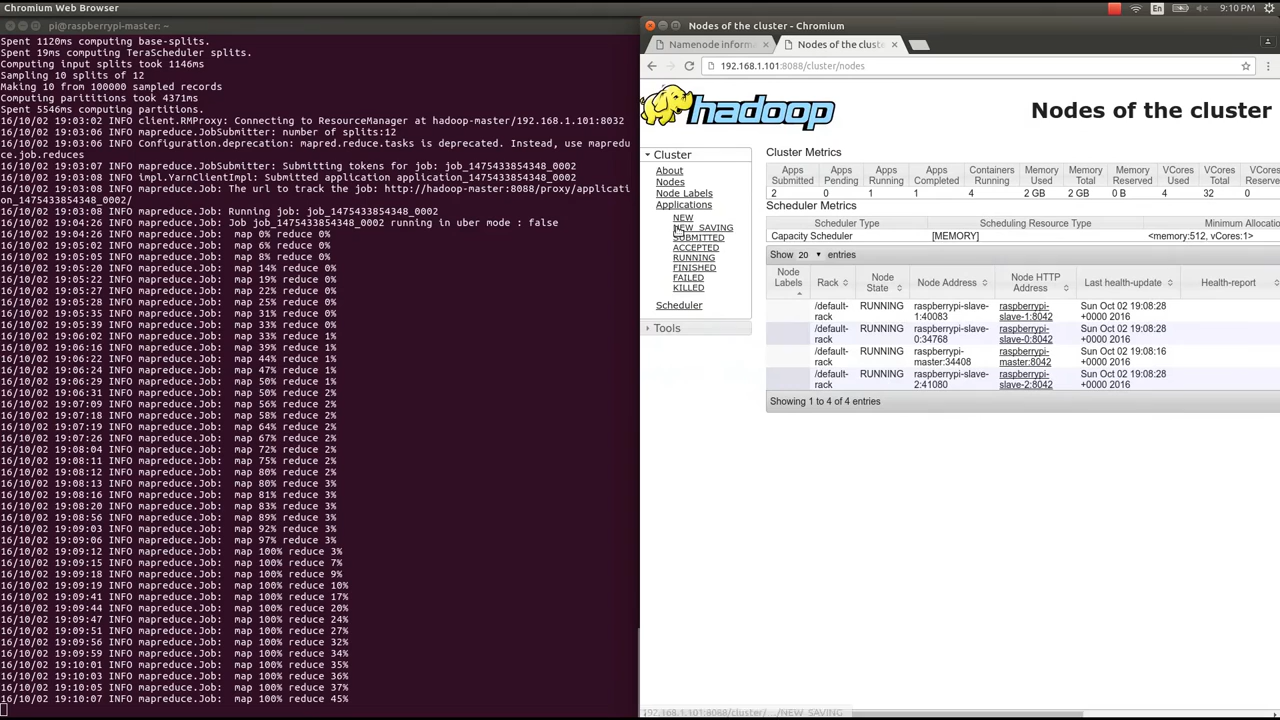 Chromium Web Browser
En
9:10 PM
pi@raspberrypi-master: ~
Spent 1120ms computing base-splits.
Spent 19ms computing TeraScheduler splits.
Computing input splits took 1146ms
Sampling 10 splits of 12
Making 10 from 100000 sampled records
Computing parititions took 4371ms
Spent 5546ms computing partitions.
16/10/02 19:03:02 INFO client.RMProxy: Connecting to ResourceManager at hadoop-master/192.168.1.101:8032
16/10/02 19:03:06 INFO mapreduce.JobSubmitter: number of splits:12
16/10/02 19:03:06 INFO Configuration.deprecation: mapred.reduce.tasks is deprecated. Instead, use mapredu
ce.job.reduces
16/10/02 19:03:07 INFO mapreduce.JobSubmitter: Submitting tokens for job: job_1475433854348_0002
16/10/02 19:03:08 INFO impl.YarnClientImpl: Submitted application application_1475433854348_0002
16/10/02 19:03:08 INFO mapreduce.Job: The url to track the job: http://hadoop-master:8088/proxy/applicati
on_1475433854348_0002/
16/10/02 19:03:08 INFO mapreduce.Job: Running job: job_1475433854348_0002
16/10/02 19:04:26 INFO mapreduce.Job: Job job_1475433854348_0002 running in uber mode : false
16/10/02 19:04:26 INFO mapreduce.Job:  map 0% reduce 0%
16/10/02 19:05:02 INFO mapreduce.Job:  map 6% reduce 0%
16/10/02 19:05:05 INFO mapreduce.Job:  map 8% reduce 0%
16/10/02 19:05:20 INFO mapreduce.Job:  map 14% reduce 0%
16/10/02 19:05:22 INFO mapreduce.Job:  map 19% reduce 0%
16/10/02 19:05:27 INFO mapreduce.Job:  map 22% reduce 0%
16/10/02 19:05:28 INFO mapreduce.Job:  map 25% reduce 0%
16/10/02 19:05:35 INFO mapreduce.Job:  map 31% reduce 0%
16/10/02 19:05:39 INFO mapreduce.Job:  map 33% reduce 0%
16/10/02 19:06:02 INFO mapreduce.Job:  map 33% reduce 1%
16/10/02 19:06:16 INFO mapreduce.Job:  map 39% reduce 1%
16/10/02 19:06:22 INFO mapreduce.Job:  map 44% reduce 1%
16/10/02 19:06:24 INFO mapreduce.Job:  map 47% reduce 1%
16/10/02 19:06:29 INFO mapreduce.Job:  map 50% reduce 1%
16/10/02 19:06:31 INFO mapreduce.Job:  map 50% reduce 2%
16/10/02 19:07:09 INFO mapreduce.Job:  map 56% reduce 2%
16/10/02 19:07:18 INFO mapreduce.Job:  map 58% reduce 2%
16/10/02 19:07:19 INFO mapreduce.Job:  map 64% reduce 2%
16/10/02 19:07:26 INFO mapreduce.Job:  map 67% reduce 2%
16/10/02 19:08:04 INFO mapreduce.Job:  map 72% reduce 2%
16/10/02 19:08:11 INFO mapreduce.Job:  map 75% reduce 2%
16/10/02 19:08:12 INFO mapreduce.Job:  map 80% reduce 2%
16/10/02 19:08:13 INFO mapreduce.Job:  map 80% reduce 3%
16/10/02 19:08:16 INFO mapreduce.Job:  map 81% reduce 3%
16/10/02 19:08:20 INFO mapreduce.Job:  map 83% reduce 3%
16/10/02 19:08:56 INFO mapreduce.Job:  map 89% reduce 3%
16/10/02 19:09:03 INFO mapreduce.Job:  map 92% reduce 3%
16/10/02 19:09:06 INFO mapreduce.Job:  map 97% reduce 3%
16/10/02 19:09:12 INFO mapreduce.Job:  map 100% reduce 3%
16/10/02 19:09:15 INFO mapreduce.Job:  map 100% reduce 7%
16/10/02 19:09:18 INFO mapreduce.Job:  map 100% reduce 9%
16/10/02 19:09:19 INFO mapreduce.Job:  map 100% reduce 10%
16/10/02 19:09:41 INFO mapreduce.Job:  map 100% reduce 17%
16/10/02 19:09:44 INFO mapreduce.Job:  map 100% reduce 20%
16/10/02 19:09:47 INFO mapreduce.Job:  map 100% reduce 24%
16/10/02 19:09:51 INFO mapreduce.Job:  map 100% reduce 27%
16/10/02 19:09:56 INFO mapreduce.Job:  map 100% reduce 32%
16/10/02 19:09:59 INFO mapreduce.Job:  map 100% reduce 34%
16/10/02 19:10:01 INFO mapreduce.Job:  map 100% reduce 35%
16/10/02 19:10:03 INFO mapreduce.Job:  map 100% reduce 36%
16/10/02 19:10:05 INFO mapreduce.Job:  map 100% reduce 37%
16/10/02 19:10:07 INFO mapreduce.Job:  map 100% reduce 45%
Nodes of the cluster - Chromium
Namenode inform
Nodes of the cluste
192.168.1.101:8088/cluster/nodes
hadoop
Nodes of the cluster
Cluster
About
Nodes
Node Labels
Applications
NEW
NEW_SAVING
SUBMITTED
ACCEPTED
RUNNING
FINISHED
FAILED
KILLED
Scheduler
Tools
Cluster Metrics
Apps Submitted Apps Pending Apps Running Apps Completed Containers Running Memory Used Memory Total Memory Reserved VCores Used VCores Total VCores Reserve
2 0 1 1 4 2 GB 2 GB 0 B 4 32 0
Scheduler Metrics
Scheduler Type Scheduling Resource Type Minimum Allocatio
Capacity Scheduler [MEMORY] <memory:512, vCores:1>
Show 20 entries
Node Labels Rack Node State Node Address Node HTTP Address Last health-update Health-report
/default-rack RUNNING raspberrypi-slave-1:40083 raspberrypi-slave-1:8042 Sun Oct 02 19:08:28 +0000 2016
/default-rack RUNNING raspberrypi-slave-0:34768 raspberrypi-slave-0:8042 Sun Oct 02 19:08:28 +0000 2016
/default-rack RUNNING raspberrypi-master:34408 raspberrypi-master:8042 Sun Oct 02 19:08:16 +0000 2016
/default-rack RUNNING raspberrypi-slave-2:41080 raspberrypi-slave-2:8042 Sun Oct 02 19:08:28 +0000 2016
Showing 1 to 4 of 4 entries
192.168.1.101:8088/cluster/.../NEW_SAVING